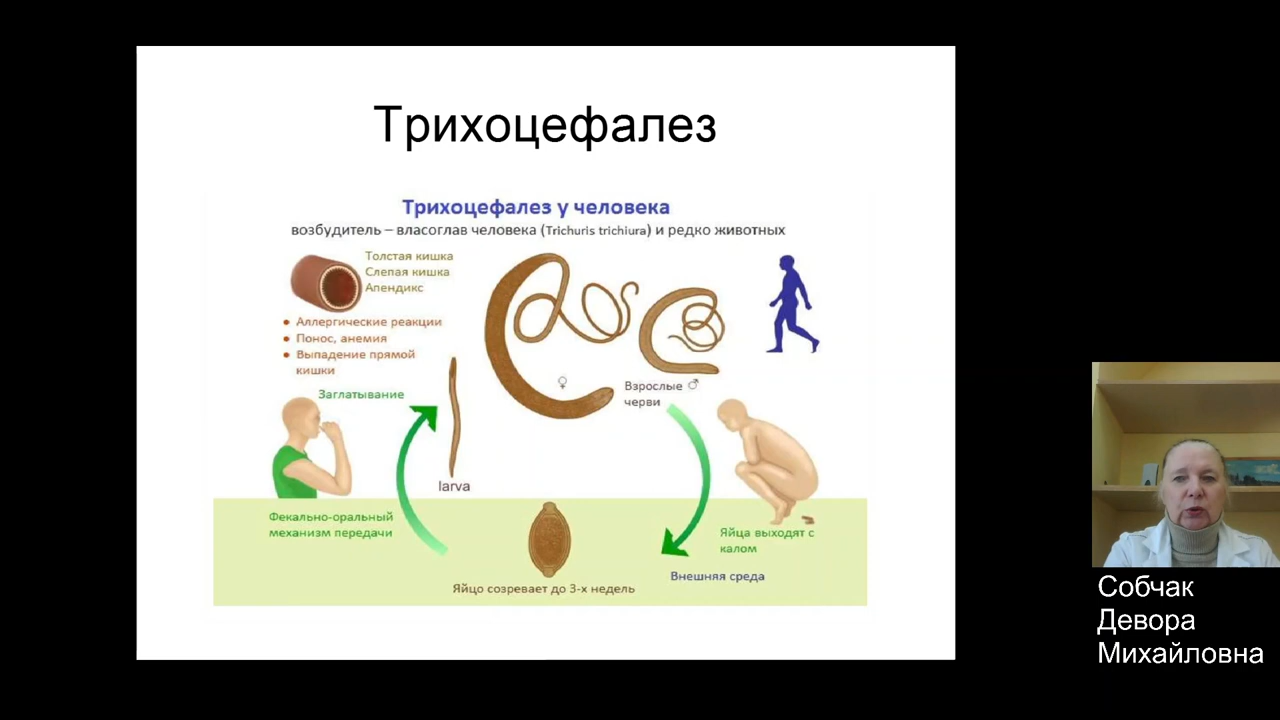 Трихоцефалез
Трихоцефалез у человека
возбудитель – власоглав человека (Trichuris trichiura) и редко животных
Толстая кишка
Слепая кишка
Апендикс
• Аллергические реакции
• Понос, анемия
• Выпадение прямой
кишки
Заглатывание
♀
Взрослые ♂
черви
larva
Фекально-оральный
механизм передачи
Яйца выходят с
калом
Внешняя среда
Яйцо созревает до 3-х недель
Собчак
Девора
Михайловна